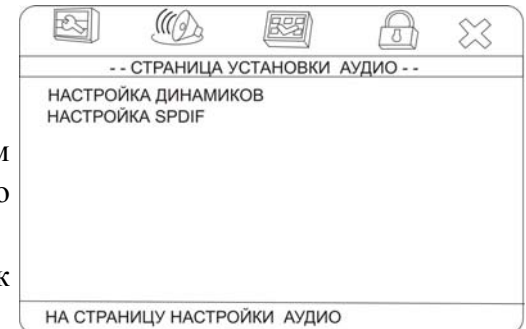 - - СТРАНИЦА УСТАНОВКИ АУДИО - -
НАСТРОЙКА ДИНАМИКОВ
НАСТРОЙКА SPDIF
м
о
к
НА СТРАНИЦУ НАСТРОЙКИ АУДИО